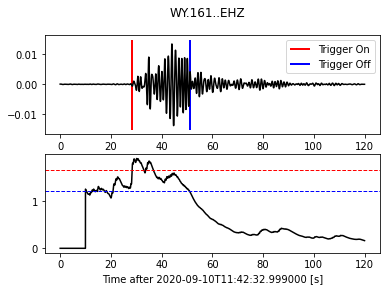 WY.161..EHZ
0.01
0.00
−0.01
Trigger On
Trigger Off
0 20 40 60 80 100 120
1
0
0 20 40 60 80 100 120
Time after 2020-09-10T11:42:32.999000 [s]